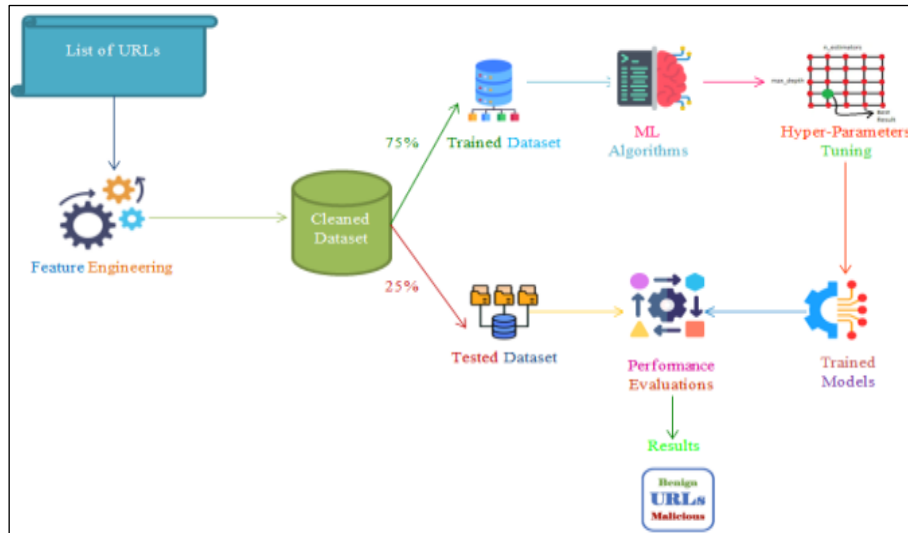 List of URLs
Feature Engineering
Cleaned
Dataset
75%
25%
Trained Dataset
Tested Dataset
ML
Algorithms
n_estimators
max_depth
Best
Result
Hyper-Parameters
Tuning
Performance
Evaluations
Trained
Models
Results
Benign
URLs
Malicious